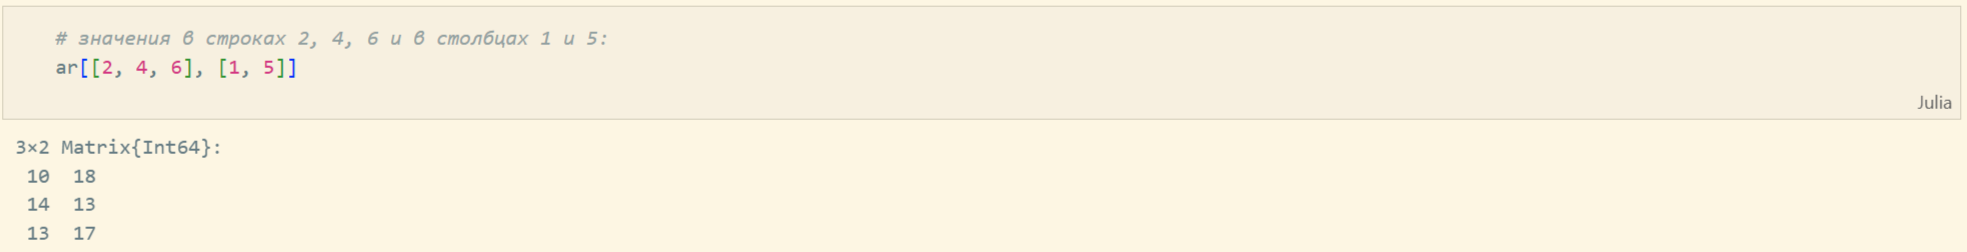 # значения в строках 2, 4, 6 и в столбцах 1 и 5:
ar[[2, 4, 6], [1, 5]]
Julia
3×2 Matrix{Int64}:
10  18
14  13
13  17